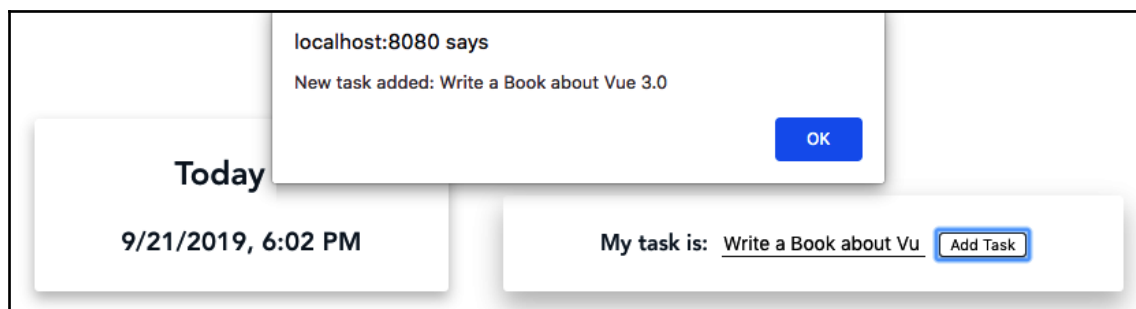 localhost:8080 says
New task added: Write a Book about Vue 3.0
OK
Today
9/21/2019, 6:02 PM
My task is: Write a Book about Vu Add Task